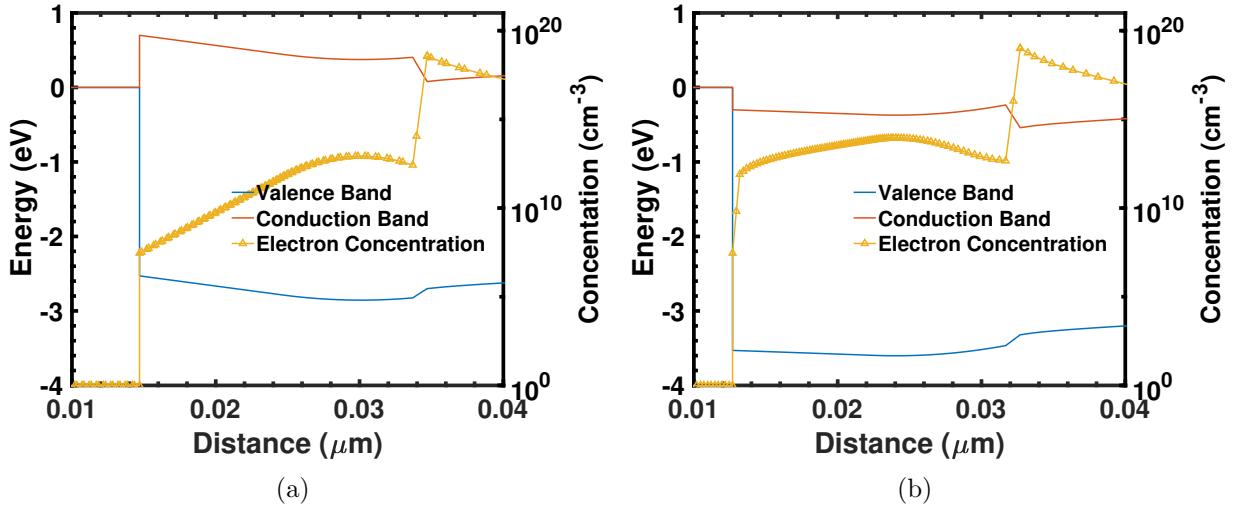 1
0
-1
-2
-3
-4
Energy (eV)
0.01
0.02
0.03
0.04
Distance (μm)
10^20
10^10
10^0
Concentration (cm^-3)
Valence Band
Conduction Band
Electron Concentration
(a)
1
0
-1
-2
-3
-4
Energy (eV)
0.01
0.02
0.03
0.04
Distance (μm)
10^20
10^10
10^0
Concentration (cm^-3)
Valence Band
Conduction Band
Electron Concentration
(b)